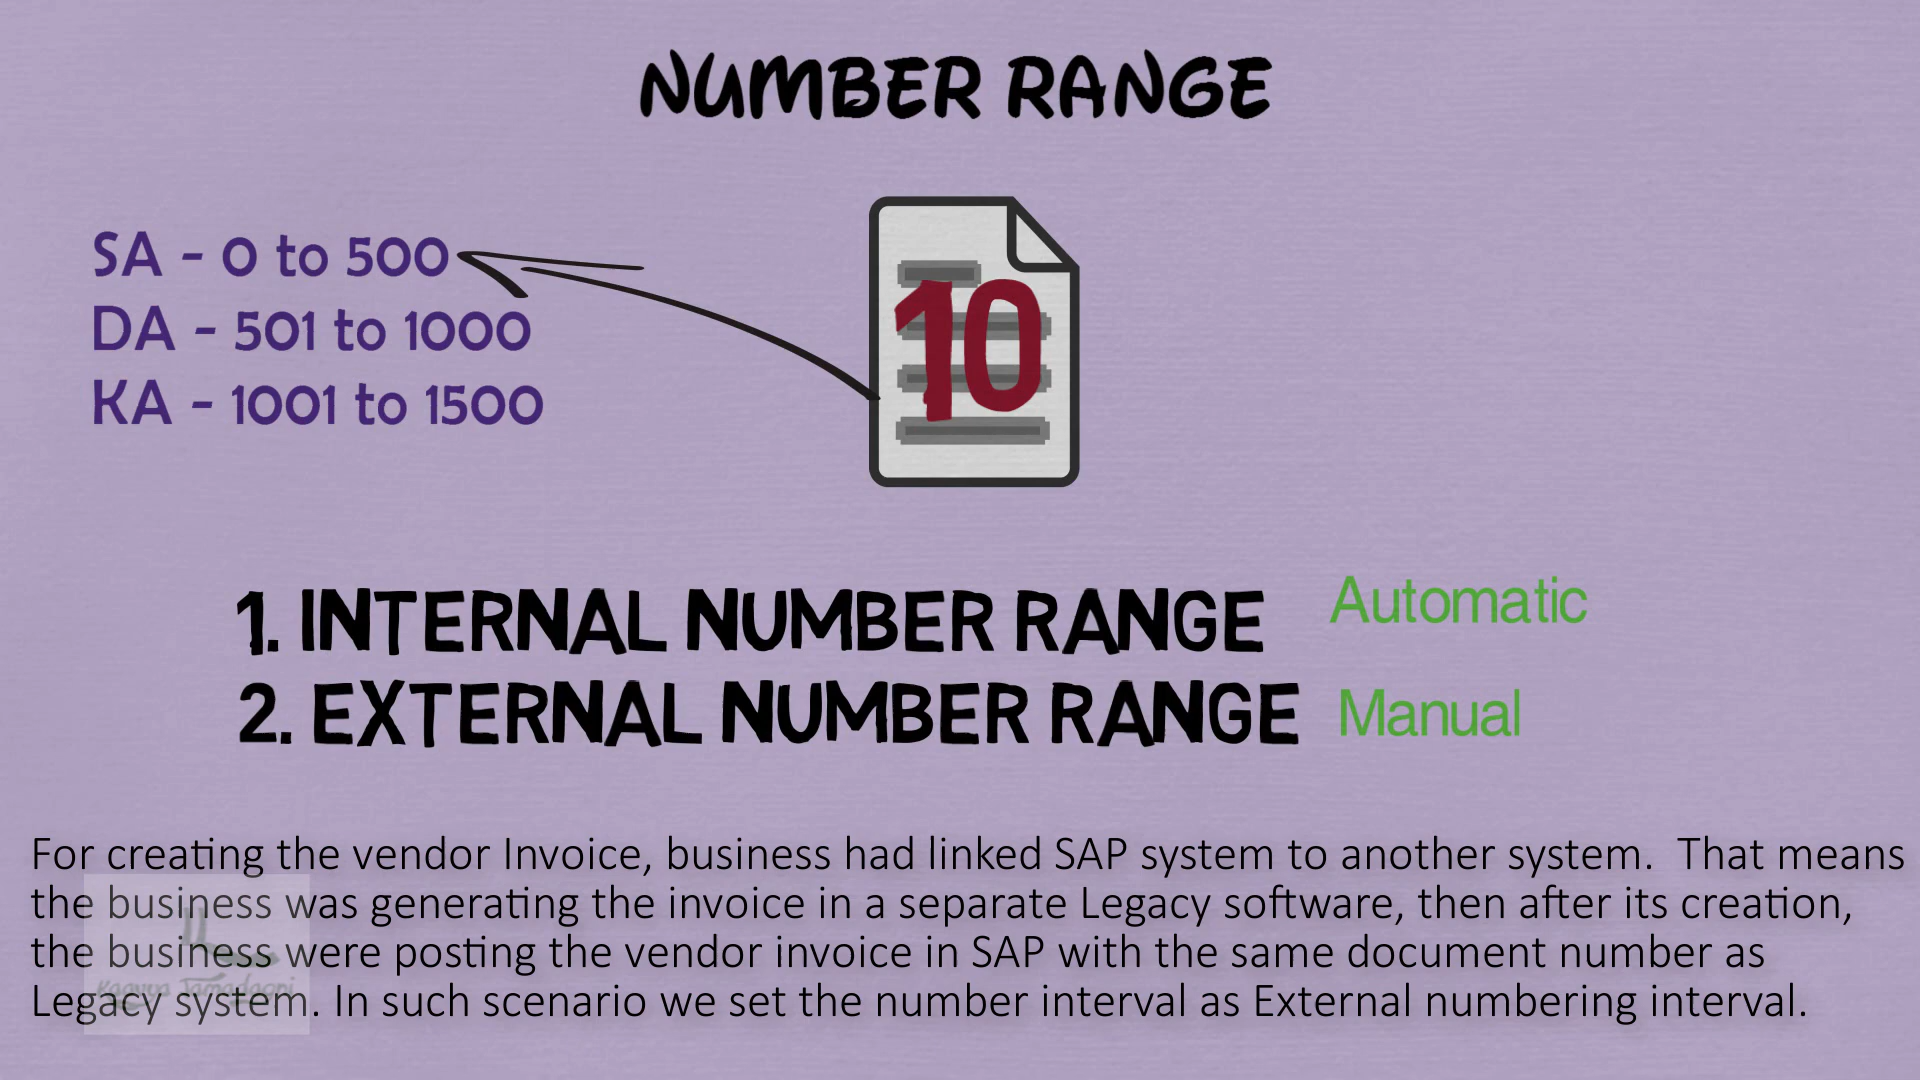 NUMBER RANGE
SA - 0 to 500
DA - 501 to 1000
KA - 1001 to 1500
10
1. INTERNAL NUMBER RANGE Automatic
2. EXTERNAL NUMBER RANGE Manual
For creating the vendor Invoice, business had linked SAP system to another system.  That means
the business was generating the invoice in a separate Legacy software, then after its creation,
the business were posting the vendor invoice in SAP with the same document number as
Legacy system. In such scenario we set the number interval as External numbering interval.